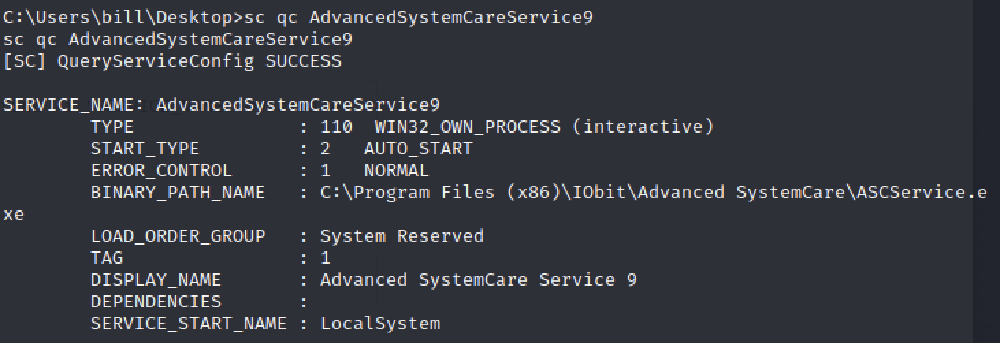 C:\Users\bill\Desktop>sc qc AdvancedSystemCareService9
sc qc AdvancedSystemCareService9
[SC] QueryServiceConfig SUCCESS
SERVICE_NAME: AdvancedSystemCareService9
        TYPE               : 110  WIN32_OWN_PROCESS (interactive)
        START_TYPE         : 2   AUTO_START
        ERROR_CONTROL      : 1   NORMAL
        BINARY_PATH_NAME   : C:\Program Files (x86)\IObit\Advanced SystemCare\ASCService.e
xe
        LOAD_ORDER_GROUP   : System Reserved
        TAG                : 1
        DISPLAY_NAME       : Advanced SystemCare Service 9
        DEPENDENCIES       :
        SERVICE_START_NAME : LocalSystem